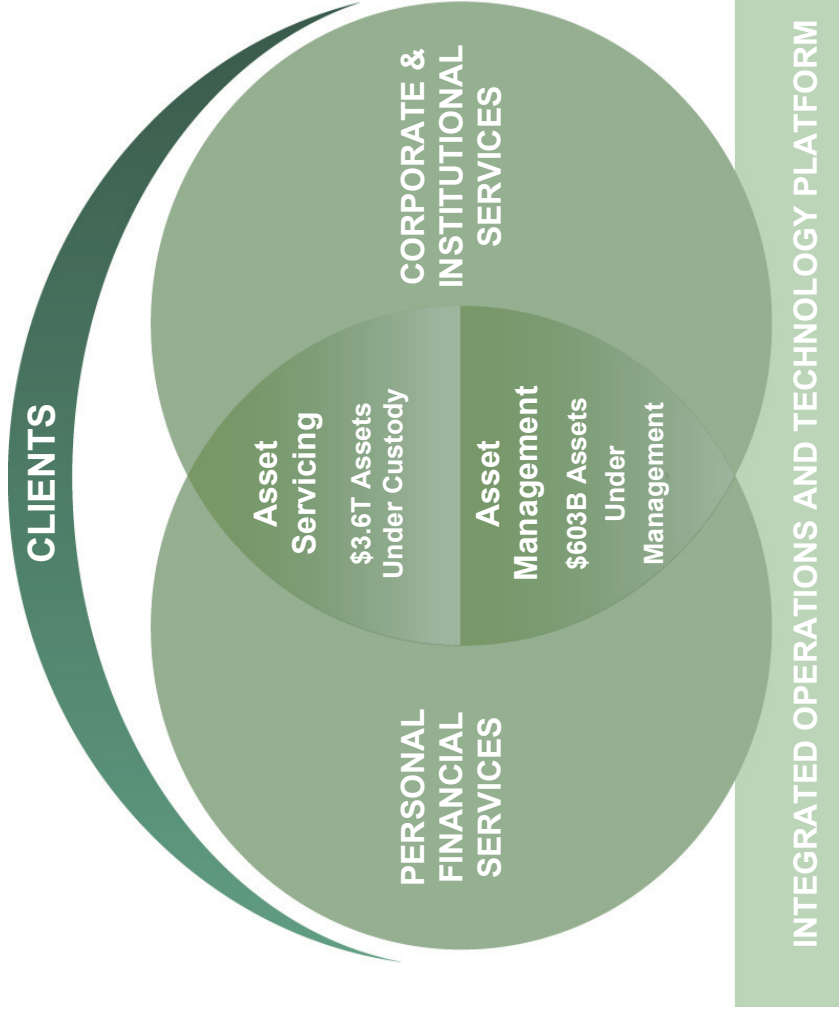 CLIENTS
PERSONAL
FINANCIAL
SERVICES
Asset
Servicing
$3.6T Assets
Under Custody
Asset
Management
$603B Assets
Under
Management
CORPORATE &
INSTITUTIONAL
SERVICES
INTEGRATED OPERATIONS AND TECHNOLOGY PLATFORM